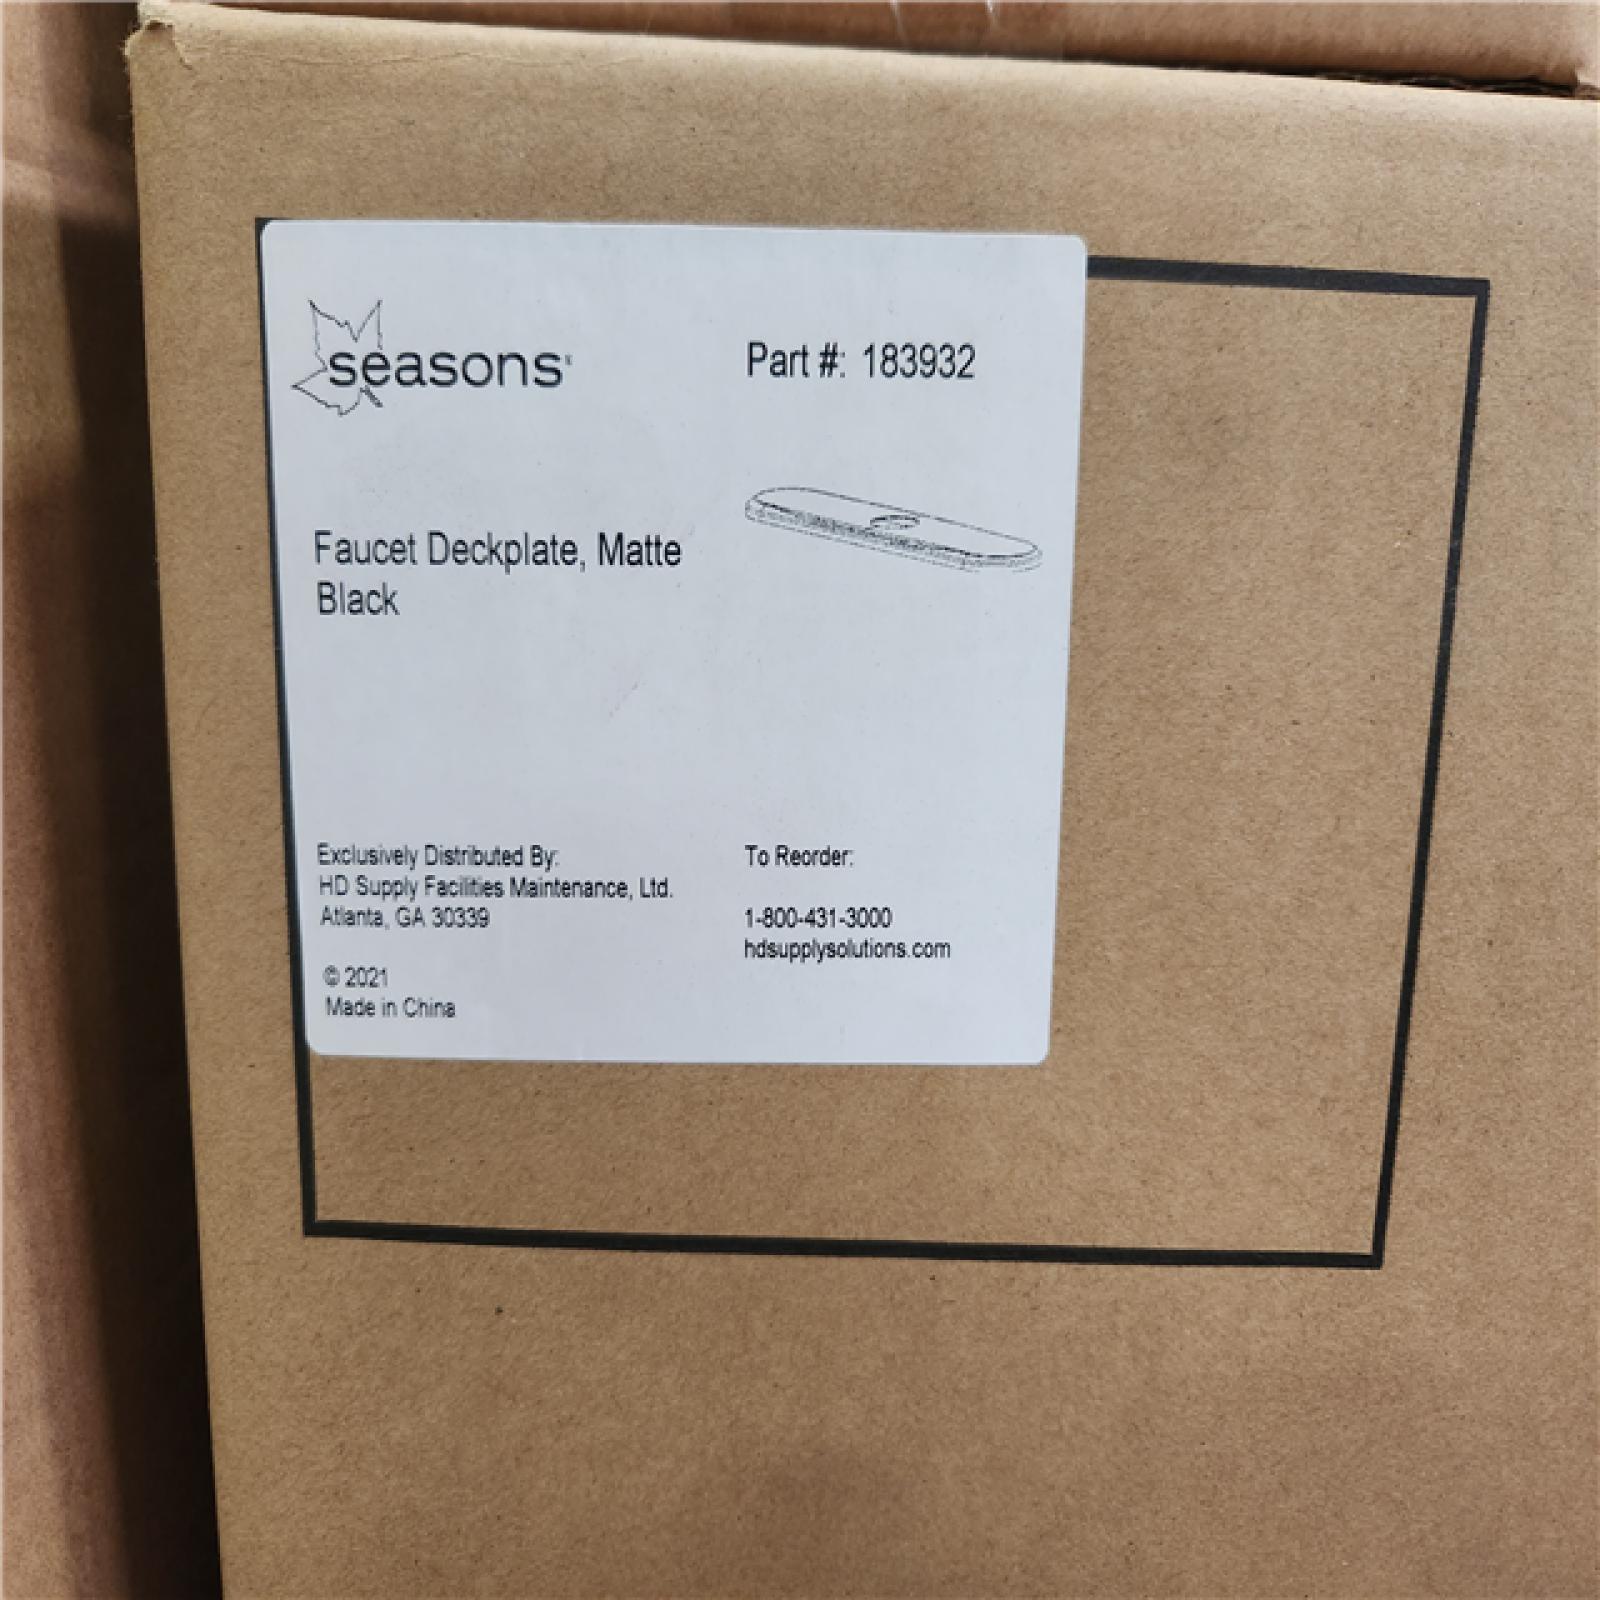 seasons®
Part #: 183932
Faucet Deckplate, Matte
Black
Exclusively Distributed By:
HD Supply Facilities Maintenance, Ltd.
Atlanta, GA 30339
© 2021
Made in China
To Reorder:
1-800-431-3000
hdsupplysolutions.com